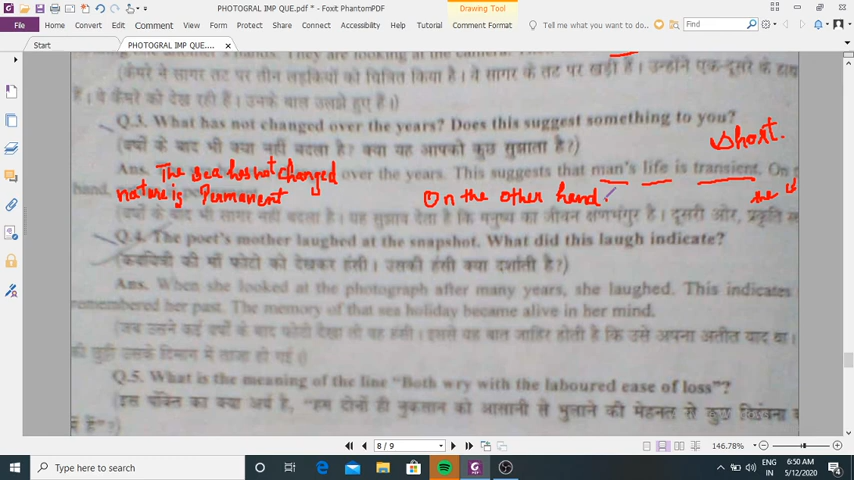 PHOTOGRAL IMP QUE.pdf * - Foxit PhantomPDF
Drawing Tool
File Home Convert Edit Organize Comment View Form Protect Share Accessibility Help Tutorial Comment Format Tell me what you want to do... Find
Start PHOTOGRAL IMP QUE....
They are looking at the camera.
(कैमरे ने सागर तट पर तीन लड़कियों को चित्रित किया है। वे सागर के तट पर खड़ी हैं। उन्होंने एक-दूसरे के हाथ
हैं। वे कैमरे को देख रही हैं। उनके बाल उलझे हुए हैं।)
Q.3. What has not changed over the years? Does this suggest something to you?
short.
(वर्षों के बाद भी क्या नहीं बदला है? क्या यह आपको कुछ सुझाता है?)
Ans. The sea has not changed over the years. This suggests that man's life is transient. On
the
hand, nature is Permanent On the other hand
(वर्षों के बाद भी सागर नहीं बदला है। यह सुझाव देता है कि मनुष्य का जीवन क्षणभंगुर है। दूसरी ओर, प्रकृति
Q.4. The poet's mother laughed at the snapshot. What did this laugh indicate?
(कवयित्री की माँ फोटो को देखकर हंसी। उसकी हंसी क्या दर्शाती है?)
Ans. When she looked at the photograph after many years, she laughed. This indicates
remembered her past. The memory of that sea holiday became alive in her mind.
(जब उसने कई वर्षों के बाद फोटो देखा तो वह हंसी। इससे यह बात जाहिर होती है कि उसे अपना अतीत याद था।
की छुट्टी उसके दिमाग में ताजा हो गई।)
Q.5. What is the meaning of the line "Both wry with the laboured ease of loss"?
(इस पंक्ति का क्या अर्थ है, "हम दोनों ही नुकसान को आसानी से भुलाने की मेहनत से कुछ
में हैं"?)
8 / 9 146.78%
Type here to search
ENG 6:50 AM
IN 5/12/2020 4